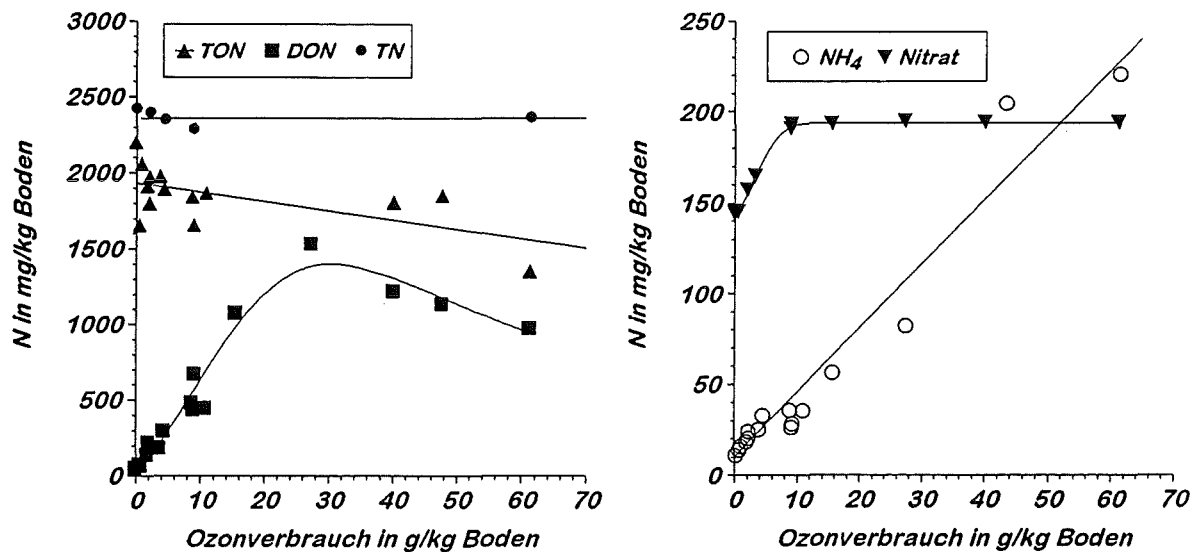 3000
2500
2000
1500
1000
500
0
N in mg/kg Boden
TON DON TN
0 10 20 30 40 50 60 70
Ozonverbrauch in g/kg Boden
250
200
150
100
50
0
N in mg/kg Boden
NH₄ Nitrat
0 10 20 30 40 50 60 70
Ozonverbrauch in g/kg Boden